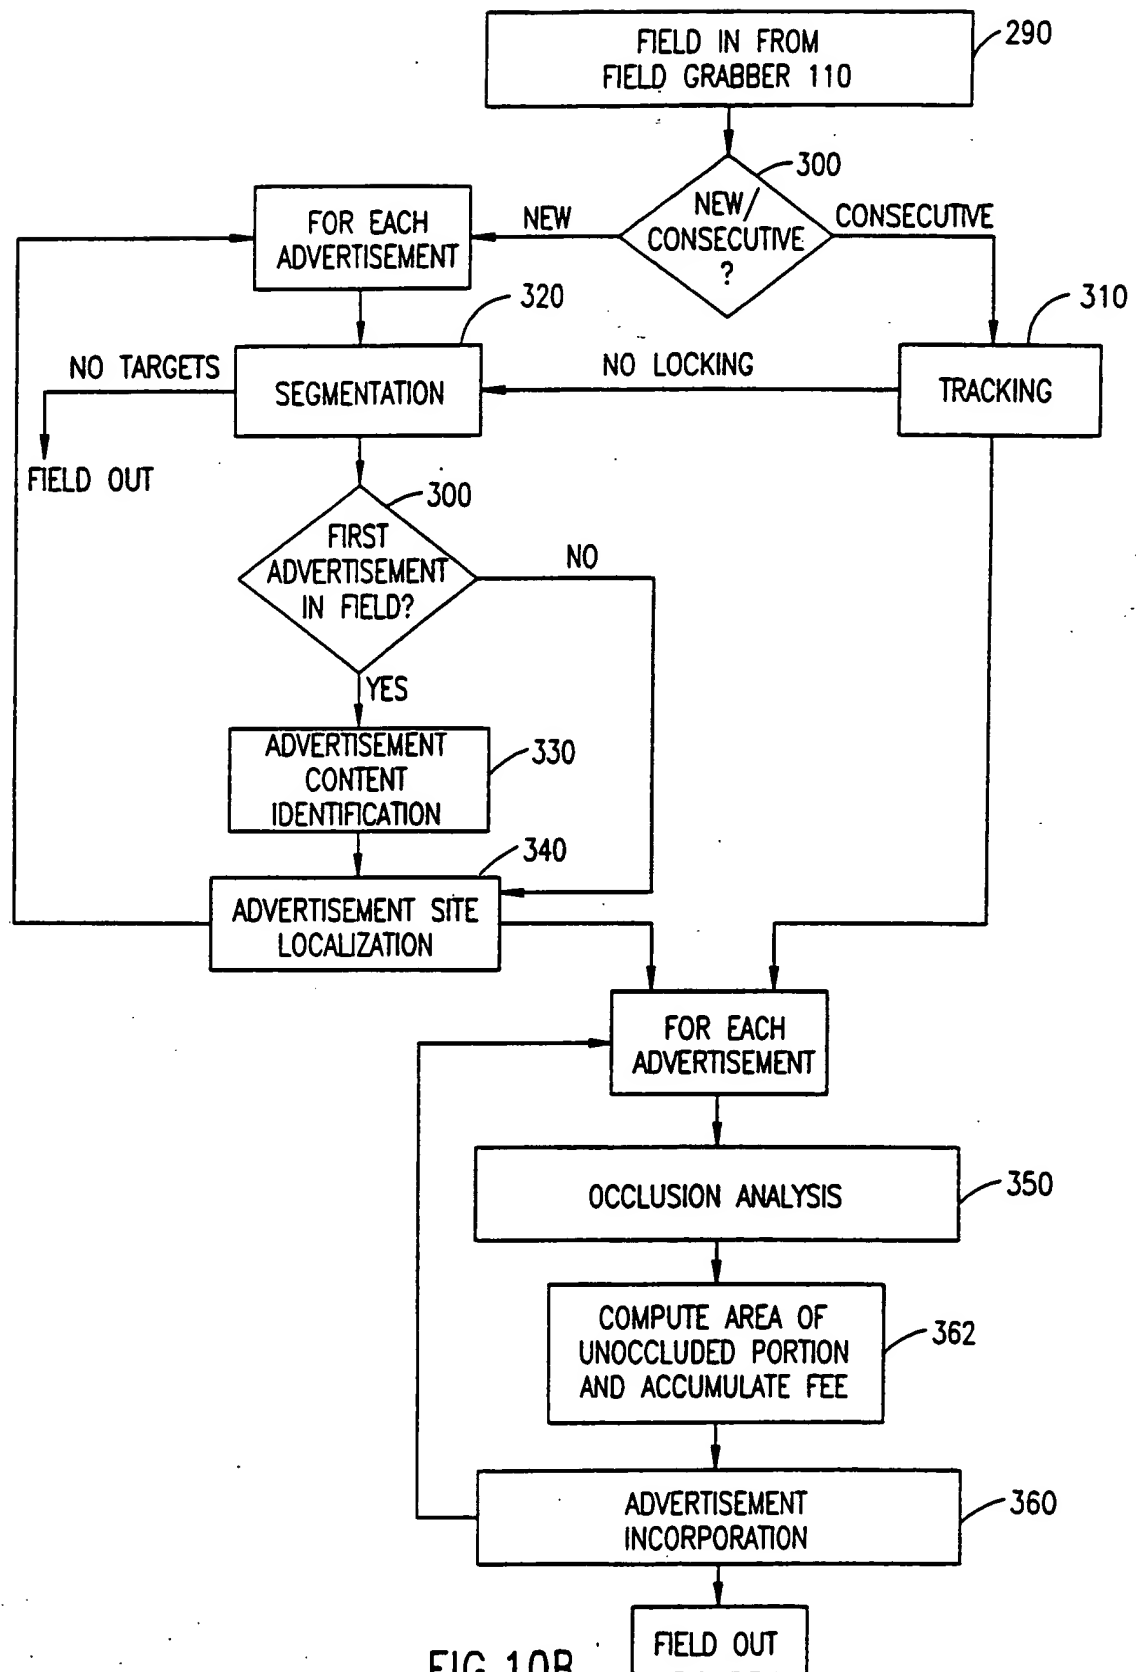 FIELD IN FROM
FIELD GRABBER 110
290
300
NEW/
CONSECUTIVE
?
NEW
CONSECUTIVE
FOR EACH
ADVERTISEMENT
320
310
NO TARGETS
SEGMENTATION
NO LOCKING
TRACKING
FIELD OUT
300
FIRST
ADVERTISEMENT
IN FIELD?
NO
YES
ADVERTISEMENT
CONTENT
IDENTIFICATION
330
340
ADVERTISEMENT SITE
LOCALIZATION
FOR EACH
ADVERTISEMENT
OCCLUSION ANALYSIS
350
COMPUTE AREA OF
UNOCCLUDED PORTION
AND ACCUMULATE FEE
362
ADVERTISEMENT
INCORPORATION
360
FIELD OUT
FIG.10B